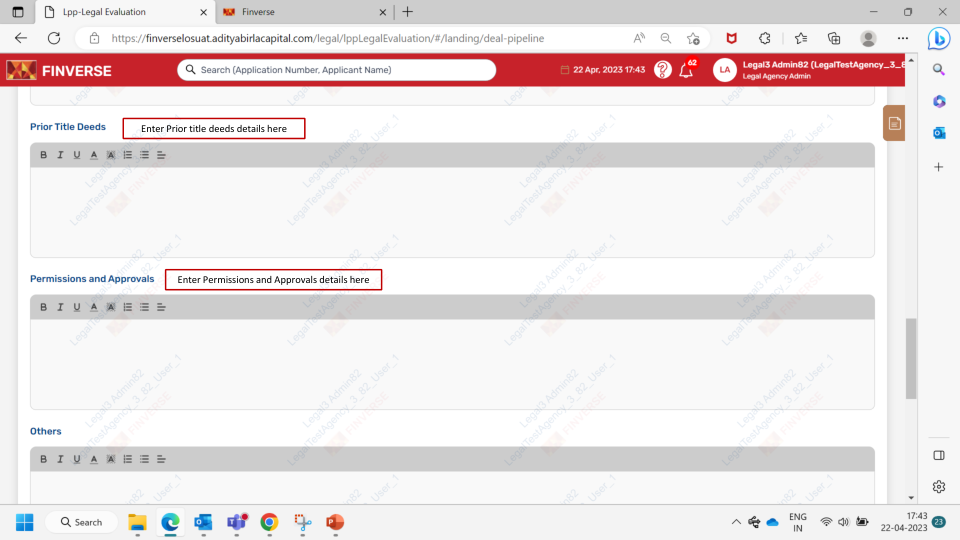 Lpp-Legal Evaluation
Finverse
https://finverselosuat.adityabirlacapital.com/legal/lppLegalEvaluation/#/landing/deal-pipeline
FINVERSE
Search (Application Number, Applicant Name)
22 Apr, 2023 17:43
62
LA
Legal3 Admin82 (LegalTestAgency_3_8
Legal Agency Admin
Prior Title Deeds
Enter Prior title deeds details here
B I U A A
Permissions and Approvals
Enter Permissions and Approvals details here
B I U A A
Others
B I U A A
Legal3 Admin82
LegalTestAgency_3_82_User_1
FINVERSE
Search
ENG
IN
17:43
22-04-2023
23